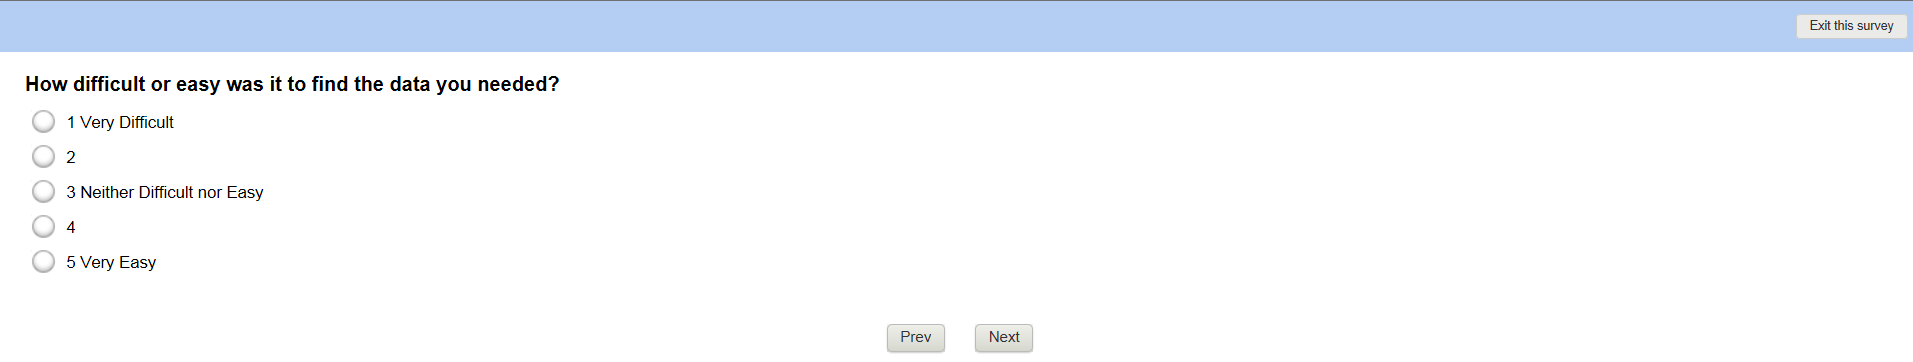 Exit this survey
How difficult or easy was it to find the data you needed?
1 Very Difficult
2
3 Neither Difficult nor Easy
4
5 Very Easy
Prev Next